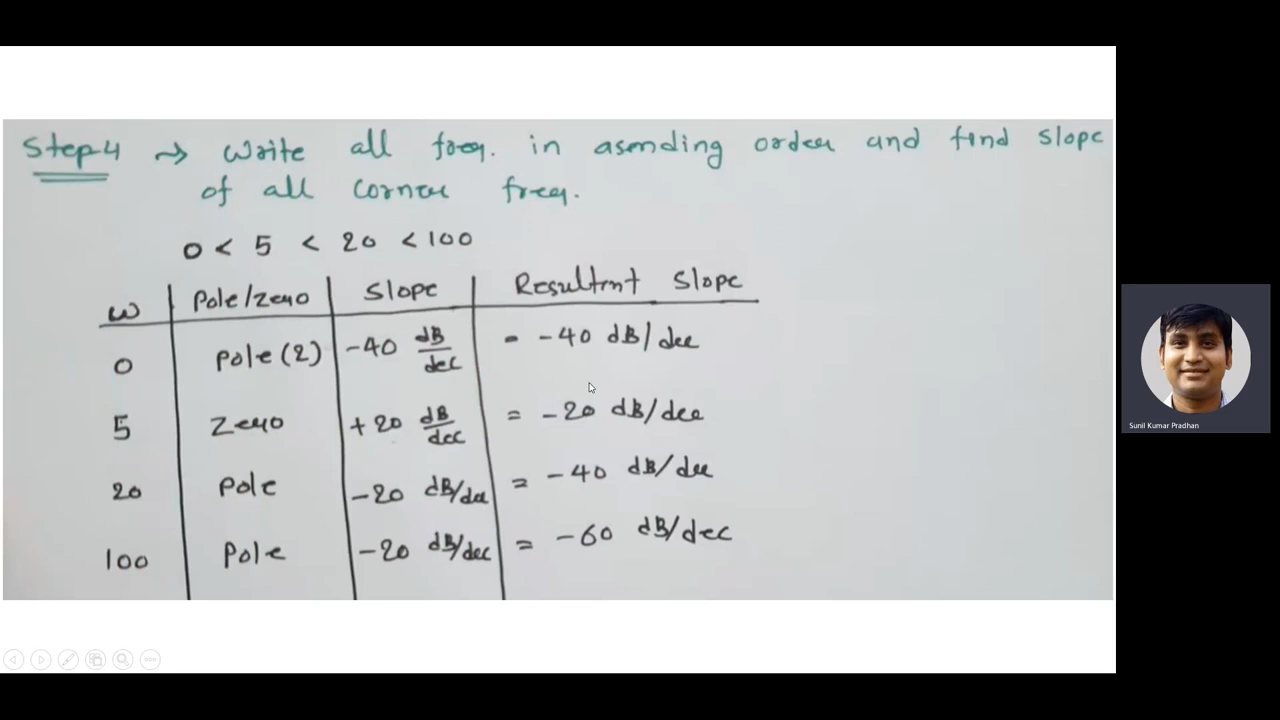 Step-4 → Write all freq. in asending order and find slope
of all corner freq.
0 < 5 < 20 < 100
ω Pole/zero Slope Resultant Slope
0 Pole (2) -40 dB/dec = -40 dB/dec
5 Zero +20 dB/dec = -20 dB/dec
20 Pole -20 dB/dec = -40 dB/dec
100 Pole -20 dB/dec = -60 dB/dec
Sunil Kumar Pradhan